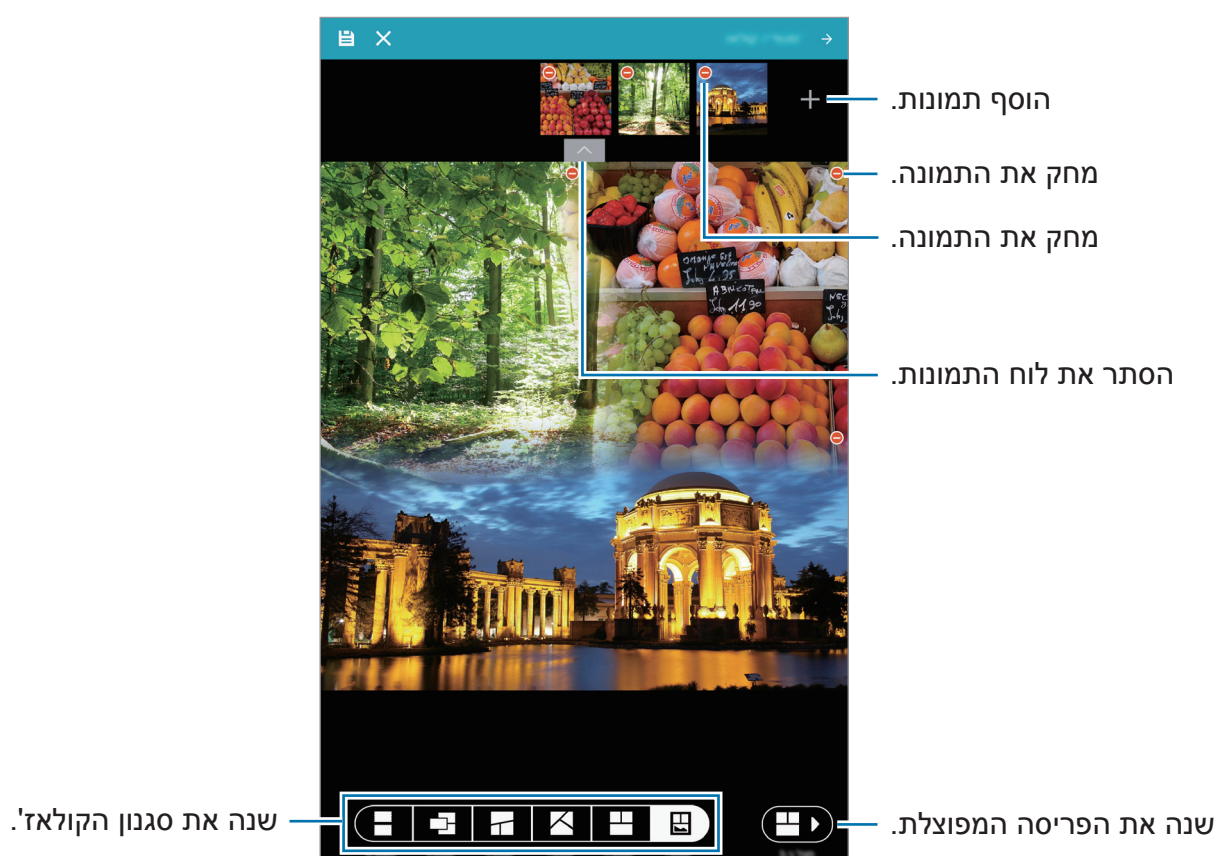 הוסף תמונות.
מחק את התמונה.
מחק את התמונה.
הסתר את לוח התמונות.
שנה את סגנון הקולאז'.
שנה את הפריסה המפוצלת.